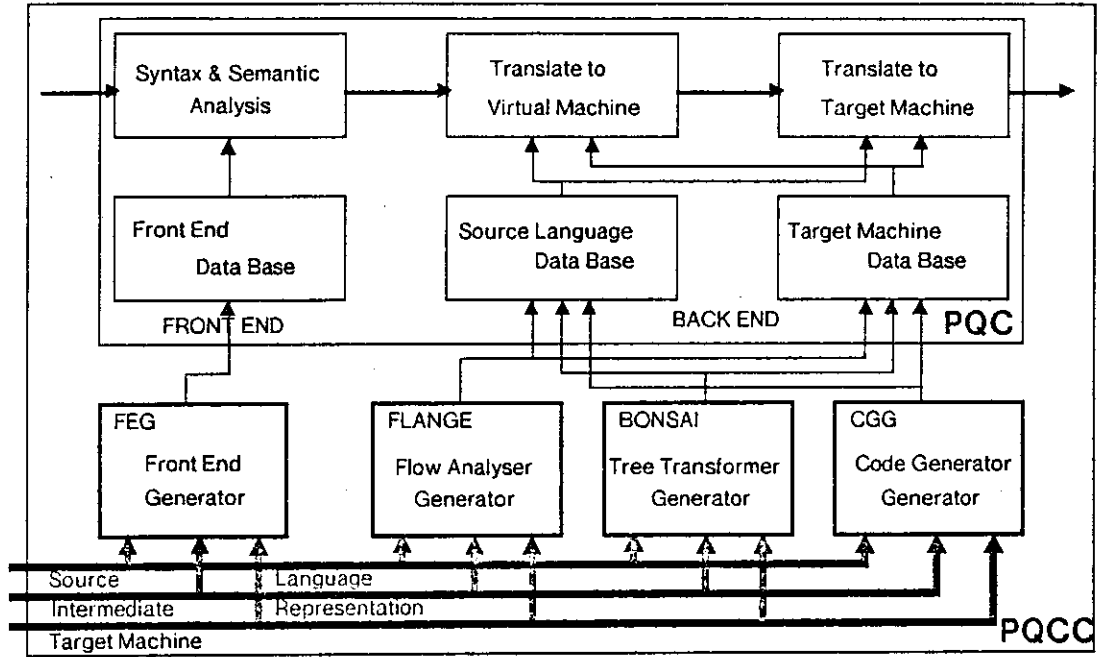 Syntax & Semantic
Analysis
Translate to
Virtual Machine
Translate to
Target Machine
Front End
Data Base
Source Language
Data Base
Target Machine
Data Base
FRONT END
BACK END
PQC
FEG
Front End
Generator
FLANGE
Flow Analyser
Generator
BONSAI
Tree Transformer
Generator
CGG
Code Generator
Generator
Source Language
Intermediate Representation
Target Machine
PQCC